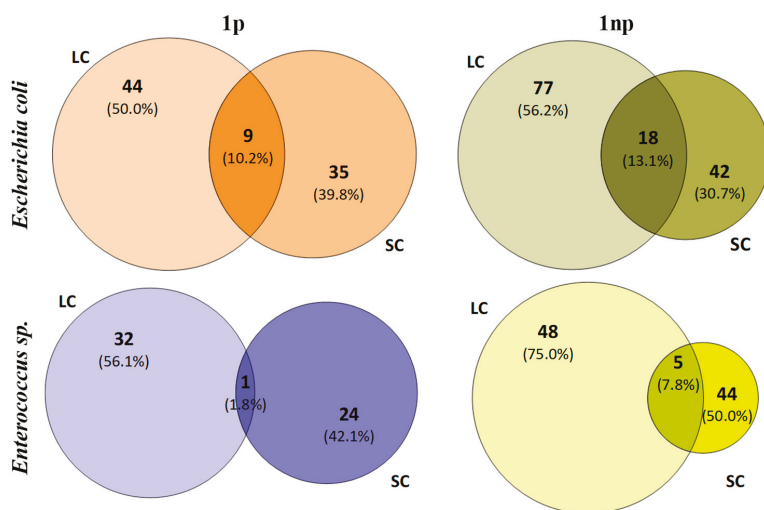 1p
1np
Escherichia coli
LC
44
(50.0%)
9
(10.2%)
35
(39.8%)
SC
LC
77
(56.2%)
18
(13.1%)
42
(30.7%)
SC
Enterococcus sp.
LC
32
(56.1%)
1
(1.8%)
24
(42.1%)
SC
LC
48
(75.0%)
5
(7.8%)
44
(50.0%)
SC